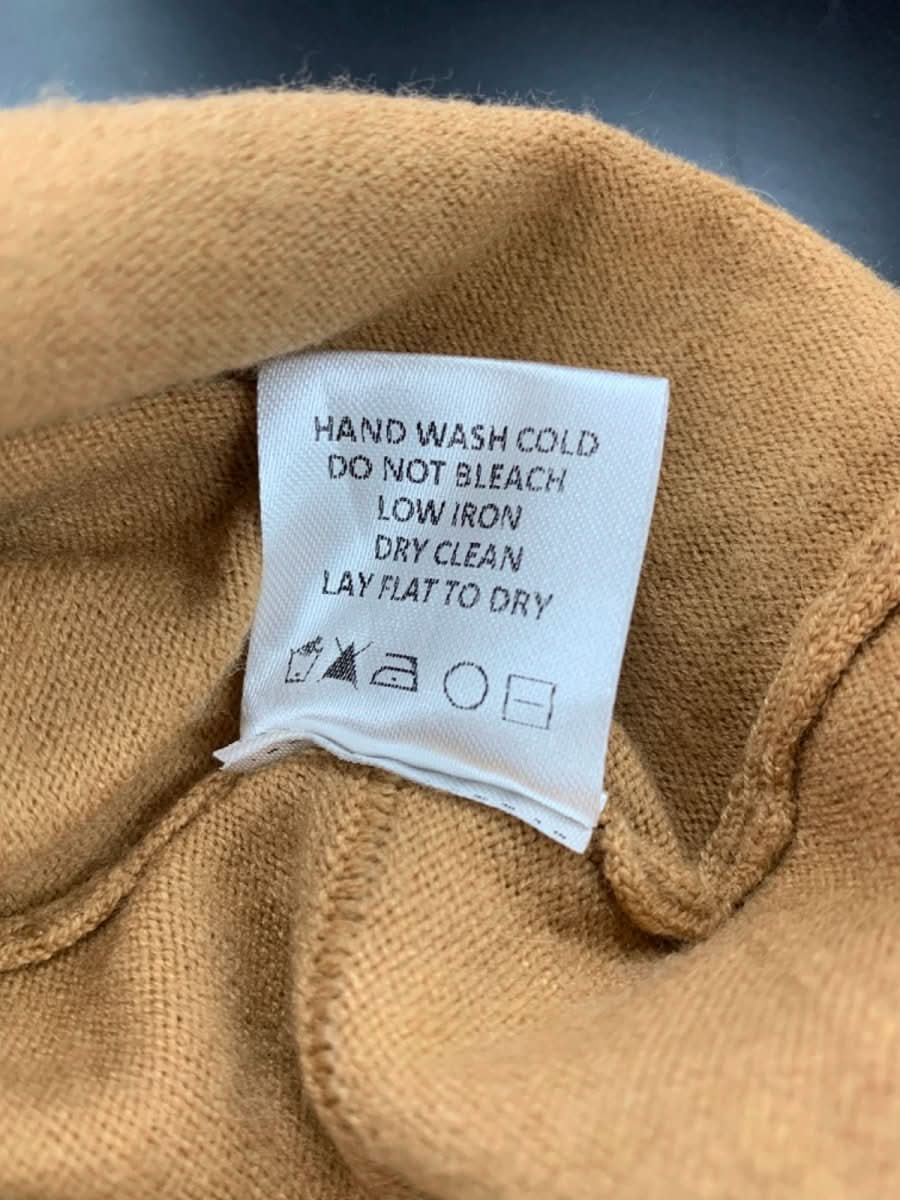 HAND WASH COLD
DO NOT BLEACH
LOW IRON
DRY CLEAN
LAY FLAT TO DRY